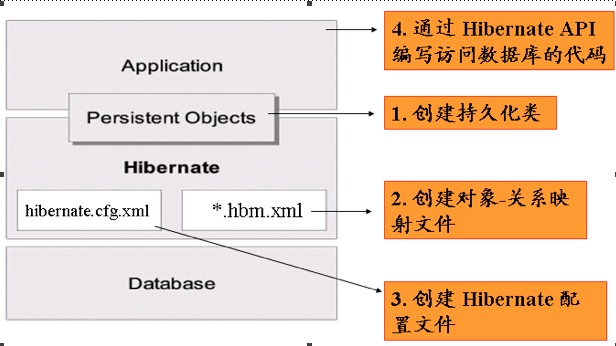 Application
Persistent Objects
Hibernate
hibernate.cfg.xml
*.hbm.xml
Database
4. 通过 Hibernate API
编写访问数据库的代码
1. 创建持久化类
2. 创建对象-关系映
射文件
3. 创建 Hibernate 配
置文件